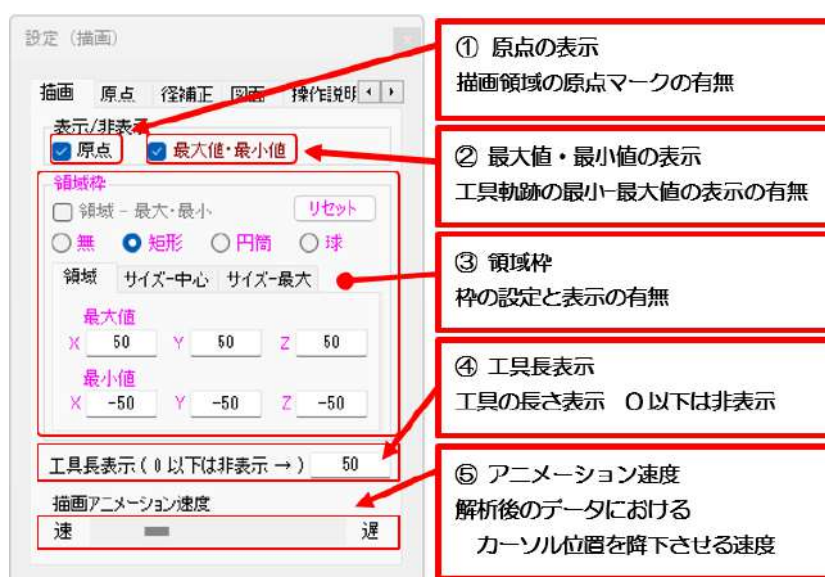 設定（描画）
描画 原点 径補正 図面 操作説明
表示/非表示
原点 最大値・最小値
領域枠
領域 - 最大・最小 リセット
無 矩形 円筒 球
領域 サイズ-中心 サイズ-最大
最大値
X 50 Y 50 Z 50
最小値
X -50 Y -50 Z -50
工具長表示(0以下は非表示→) 50
描画アニメーション速度
速 遅
① 原点の表示
描画領域の原点マークの有無
② 最大値・最小値の表示
工具軌跡の最小-最大値の表示の有無
③ 領域枠
枠の設定と表示の有無
④ 工具長表示
工具の長さ表示　0以下は非表示
⑤ アニメーション速度
解析後のデータにおける
カーソル位置を降下させる速度